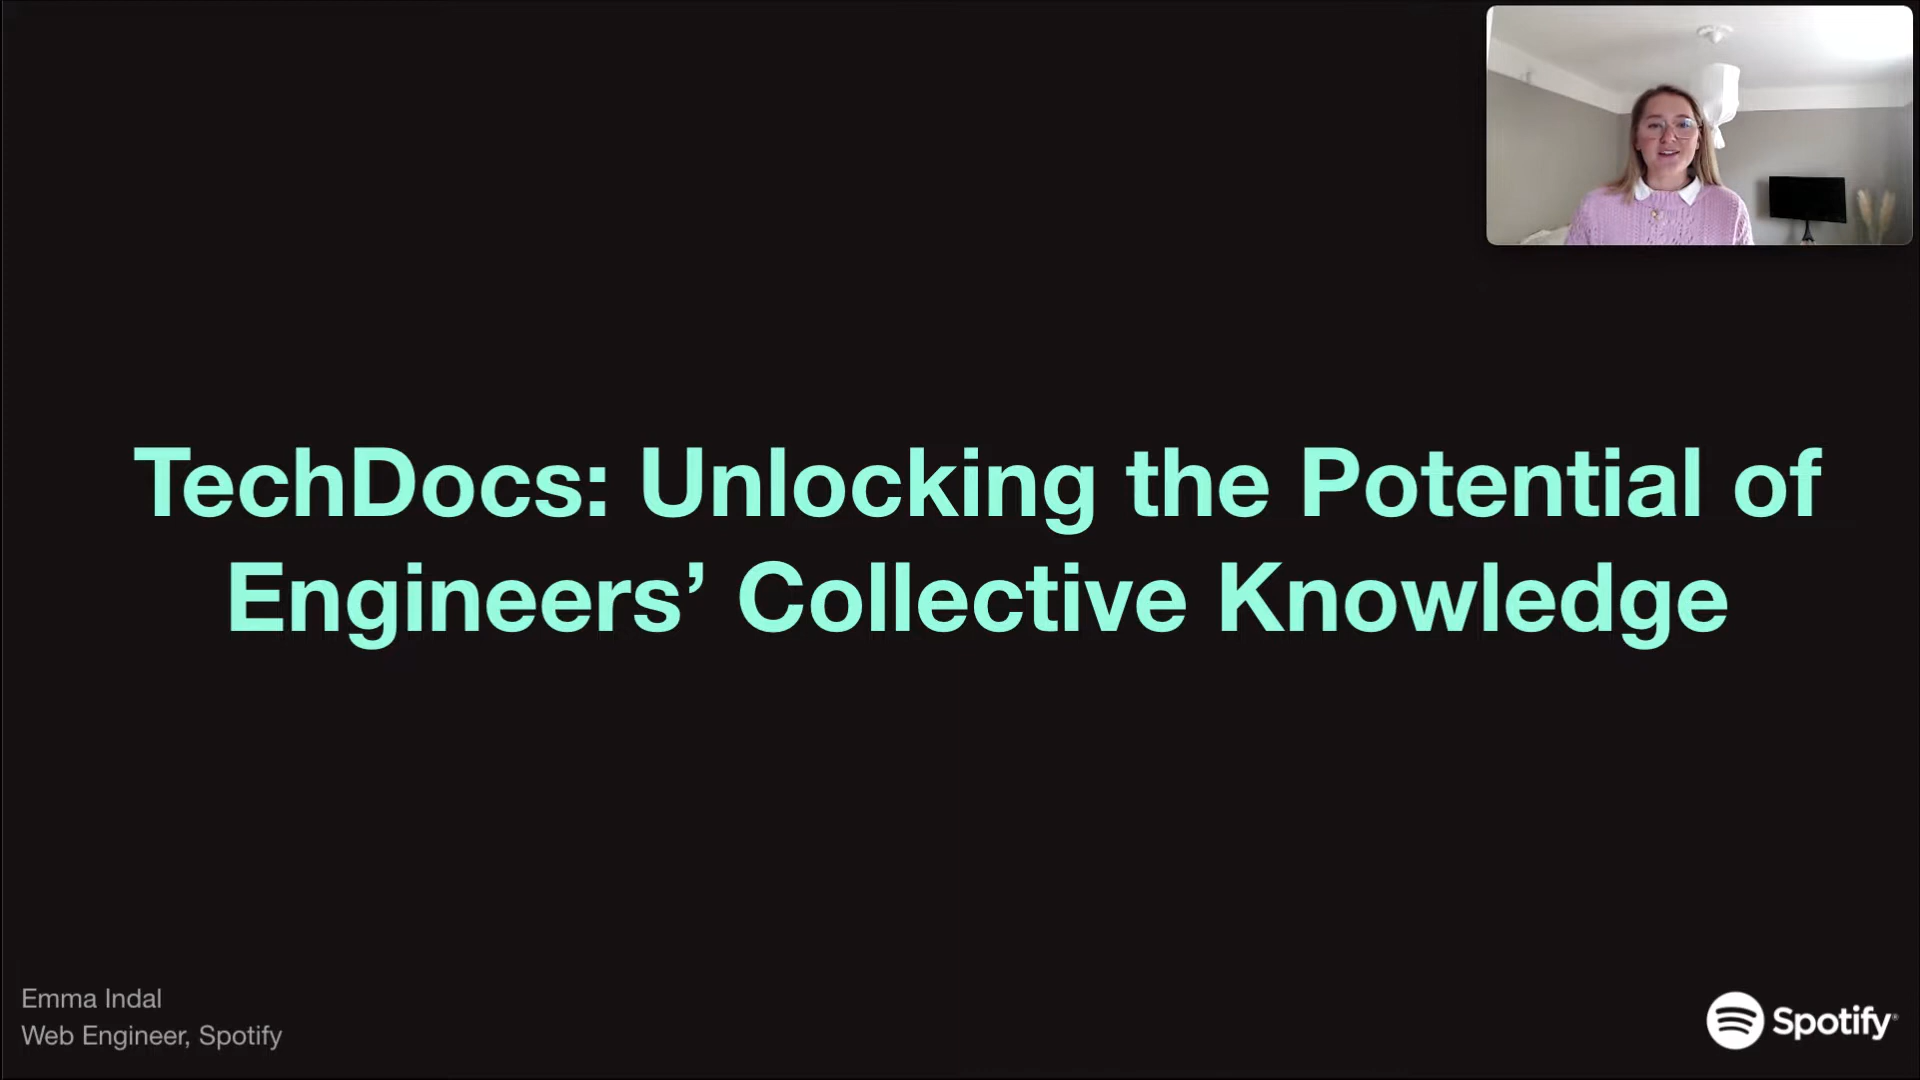 TechDocs: Unlocking the Potential of
Engineers’ Collective Knowledge
Emma Indal
Web Engineer, Spotify
Spotify